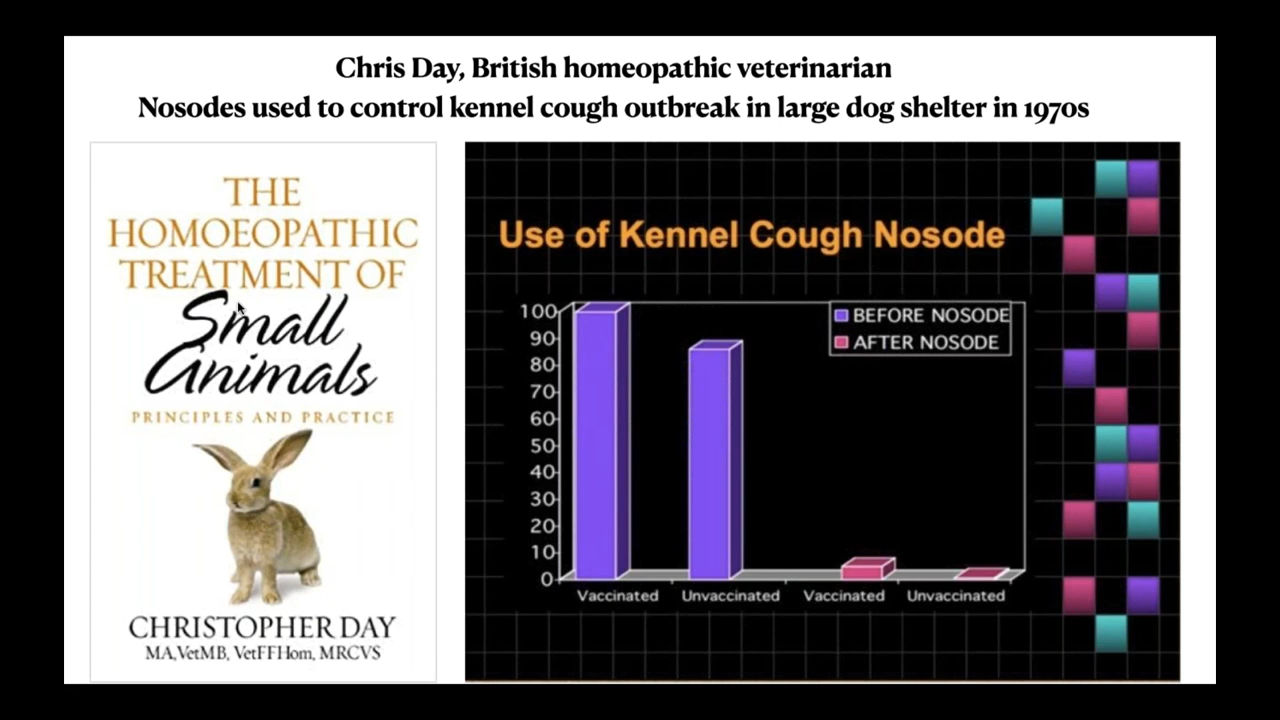 Chris Day, British homeopathic veterinarian
Nosodes used to control kennel cough outbreak in large dog shelter in 1970s
THE
HOMOEOPATHIC
TREATMENT OF
Small
Animals
PRINCIPLES AND PRACTICE
CHRISTOPHER DAY
MA,VetMB, VetFFHom, MRCVS
Use of Kennel Cough Nosode
BEFORE NOSODE
AFTER NOSODE
100
90
80
70
60
50
40
30
20
10
0
Vaccinated Unvaccinated Vaccinated Unvaccinated